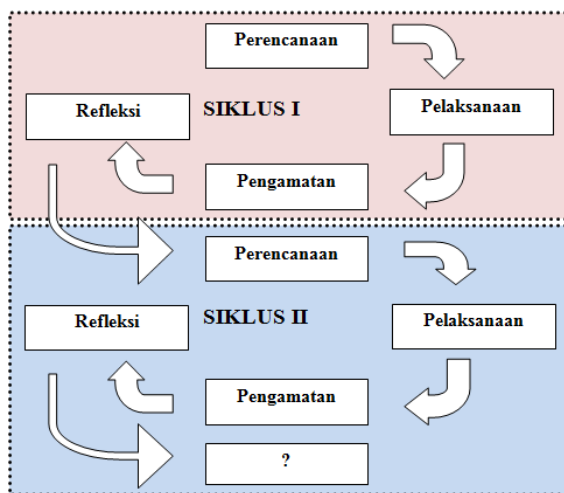 Perencanaan
Refleksi
SIKLUS I
Pelaksanaan
Pengamatan
Perencanaan
Refleksi
SIKLUS II
Pelaksanaan
Pengamatan
?